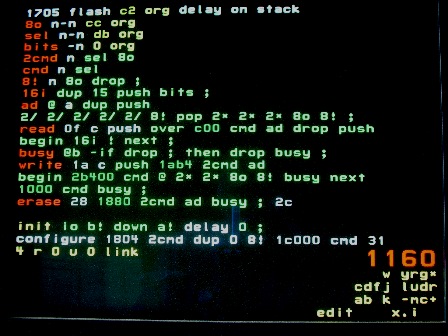 1705 flash c2 org delay on stack
8o n-n cc org
sel n-n db org
bits -n 0 org
2cmd n sel 8o
cmd n sel
8! n 8o drop ;
16i dup 15 push bits ;
ad @ a dup push
2/ 2/ 2/ 2/ 2/ 8! pop 2* 2* 2* 8o 8! ;
read 0f c push over c00 cmd ad drop push
begin 16i ! next ;
busy @b -if drop ; then drop busy ;
write 1a c push 1ab4 2cmd ad
begin 2b400 cmd @ 2* 2* 8o 8! busy next
1000 cmd busy ;
erase 28 1880 2cmd ad busy ; 2c
init io b! down a! delay 0 ;
configure 1804 2cmd dup 0 8! 1c000 cmd 31
4 r 0 u 0 link
1160
w yrg*
cdfj ludr
ab k -mc+
edit x.i